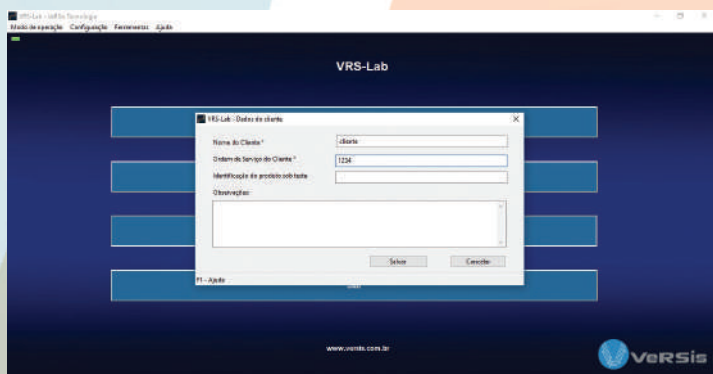 VRS-Lab - VeRSis Tecnologia
Modo de operação Configuração Ferramentas Ajuda
VRS-Lab
VRS-Lab - Dados do cliente
Nome do Cliente *
cliente
Ordem de Serviço do Cliente *
1234
Identificação do produto sob teste
Observações
Salvar Cancelar
F1 - Ajuda
www.versis.com.br
VeRSis